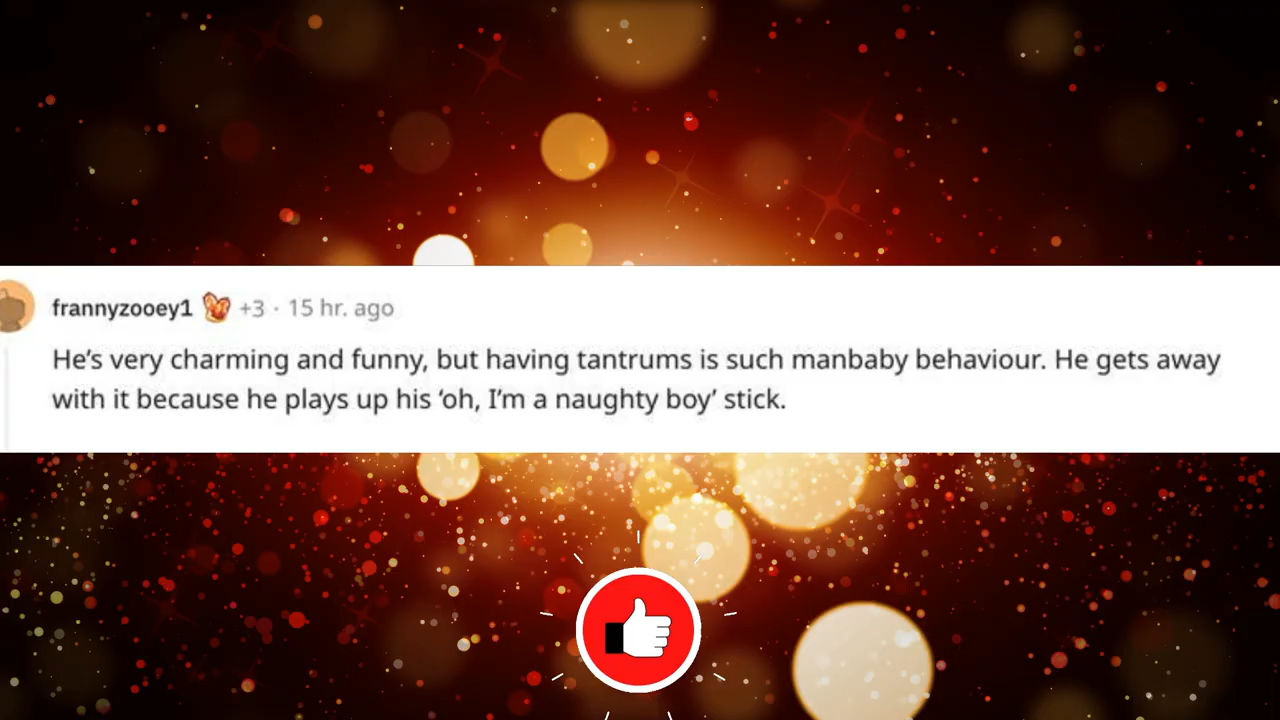 frannyzooey1 +3 · 15 hr. ago
He’s very charming and funny, but having tantrums is such manbaby behaviour. He gets away
with it because he plays up his ‘oh, I’m a naughty boy’ stick.